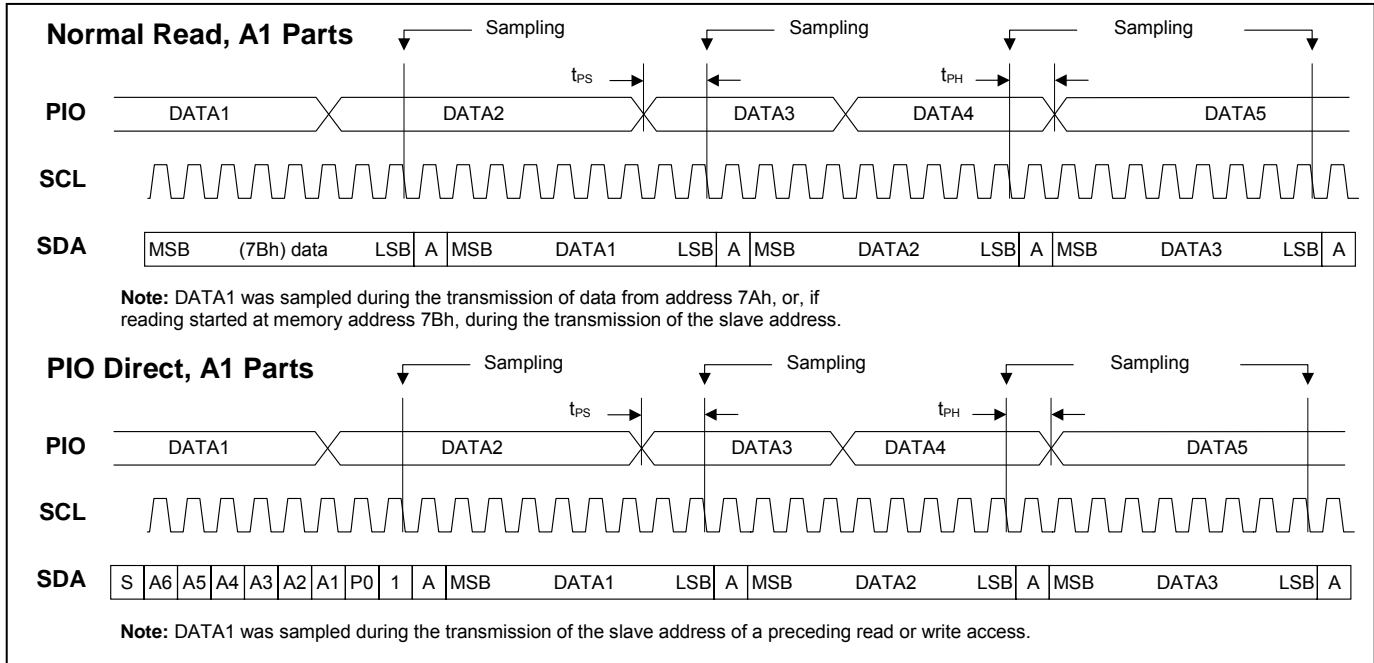 Normal Read, A1 Parts
Sampling Sampling Sampling
tPS tPH
PIO DATA1 DATA2 DATA3 DATA4 DATA5
SCL
SDA MSB (7Bh) data LSB A MSB DATA1 LSB A MSB DATA2 LSB A MSB DATA3 LSB A
Note: DATA1 was sampled during the transmission of data from address 7Ah, or, if
reading started at memory address 7Bh, during the transmission of the slave address.
PIO Direct, A1 Parts
Sampling Sampling Sampling
tPS tPH
PIO DATA1 DATA2 DATA3 DATA4 DATA5
SCL
SDA S A6 A5 A4 A3 A2 A1 P0 1 A MSB DATA1 LSB A MSB DATA2 LSB A MSB DATA3 LSB A
Note: DATA1 was sampled during the transmission of the slave address of a preceding read or write access.